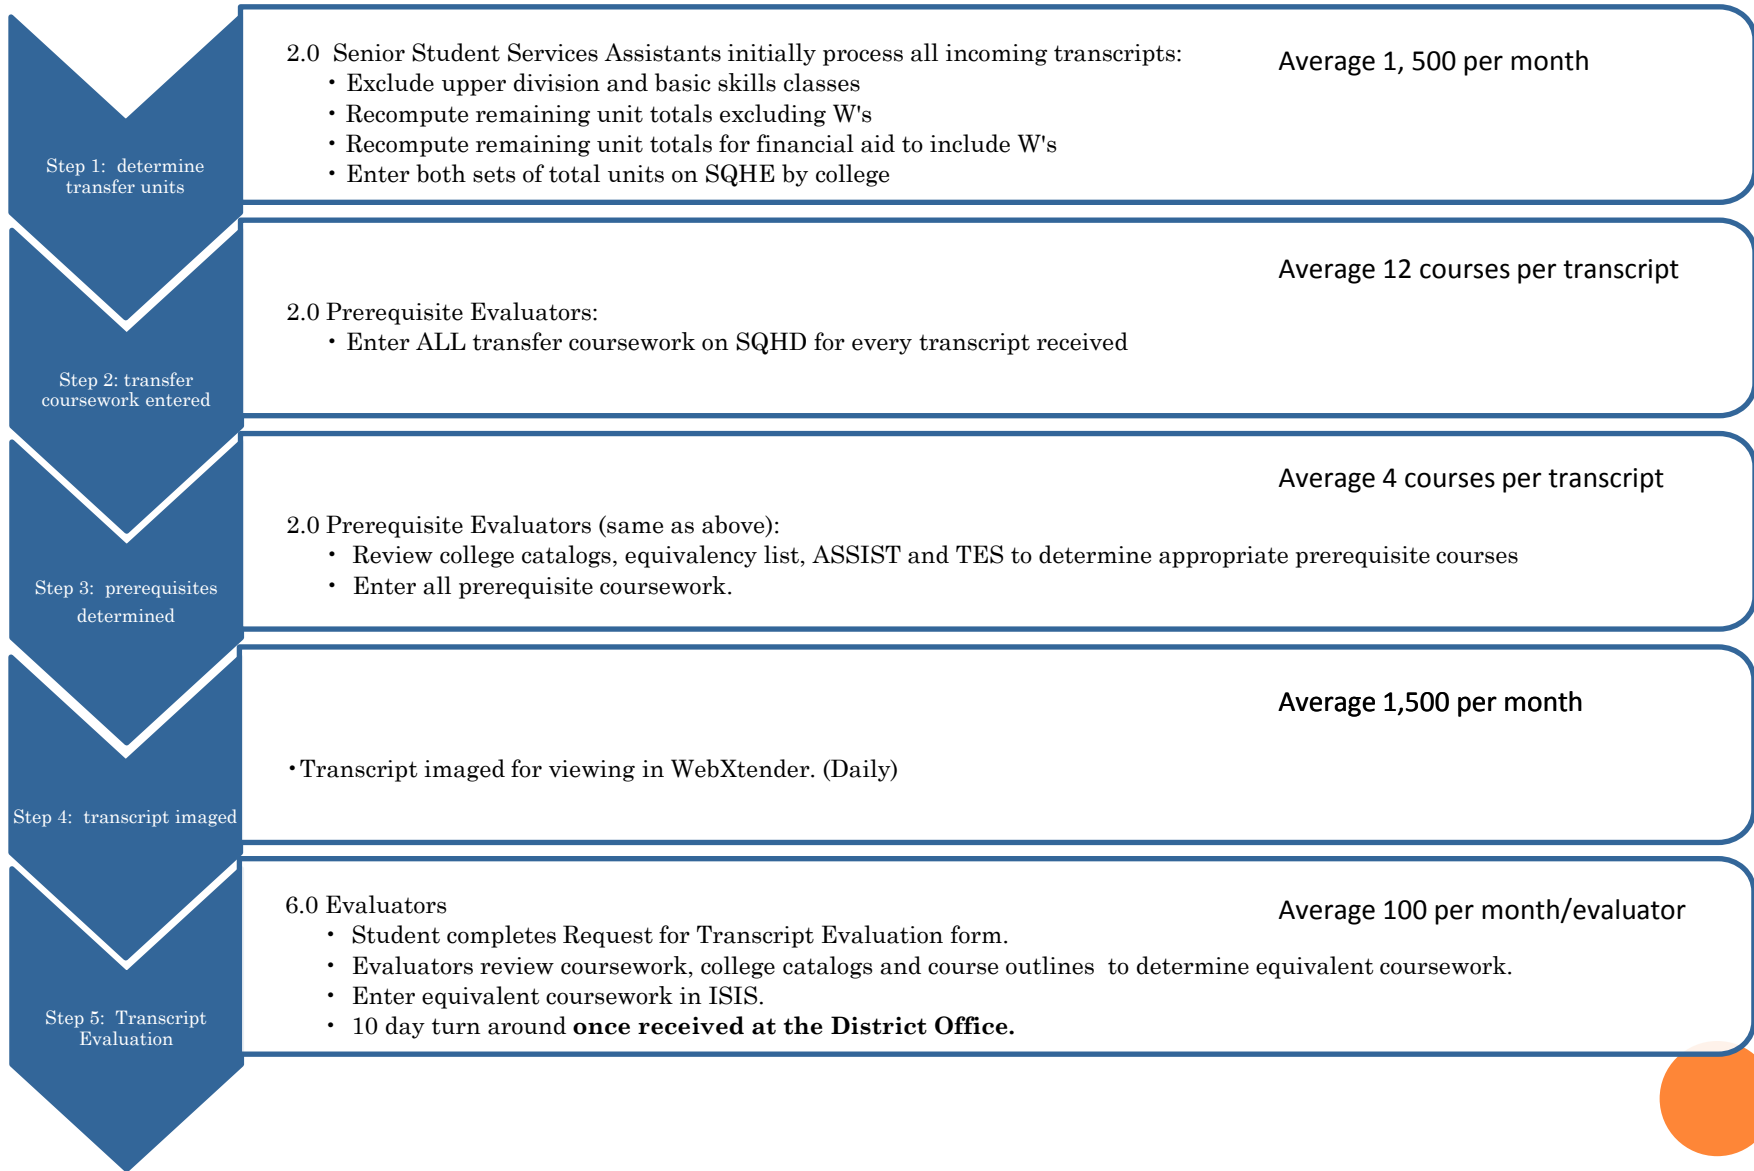 2.0  Senior Student Services Assistants initially process all incoming transcripts:
Average 1, 500 per month
• Exclude upper division and basic skills classes
• Recompute remaining unit totals excluding W's
• Recompute remaining unit totals for financial aid to include W's
• Enter both sets of total units on SQHE by college
Step 1:  determine
transfer units
Average 12 courses per transcript
2.0 Prerequisite Evaluators:
• Enter ALL transfer coursework on SQHD for every transcript received
Step 2: transfer
coursework entered
Average 4 courses per transcript
2.0 Prerequisite Evaluators (same as above):
• Review college catalogs, equivalency list, ASSIST and TES to determine appropriate prerequisite courses
• Enter all prerequisite coursework.
Step 3:  prerequisites
determined
Average 1,500 per month
•Transcript imaged for viewing in WebXtender. (Daily)
Step 4:  transcript imaged
6.0 Evaluators
Average 100 per month/evaluator
• Student completes Request for Transcript Evaluation form.
• Evaluators review coursework, college catalogs and course outlines  to determine equivalent coursework.
• Enter equivalent coursework in ISIS.
• 10 day turn around once received at the District Office.
Step 5:  Transcript
Evaluation